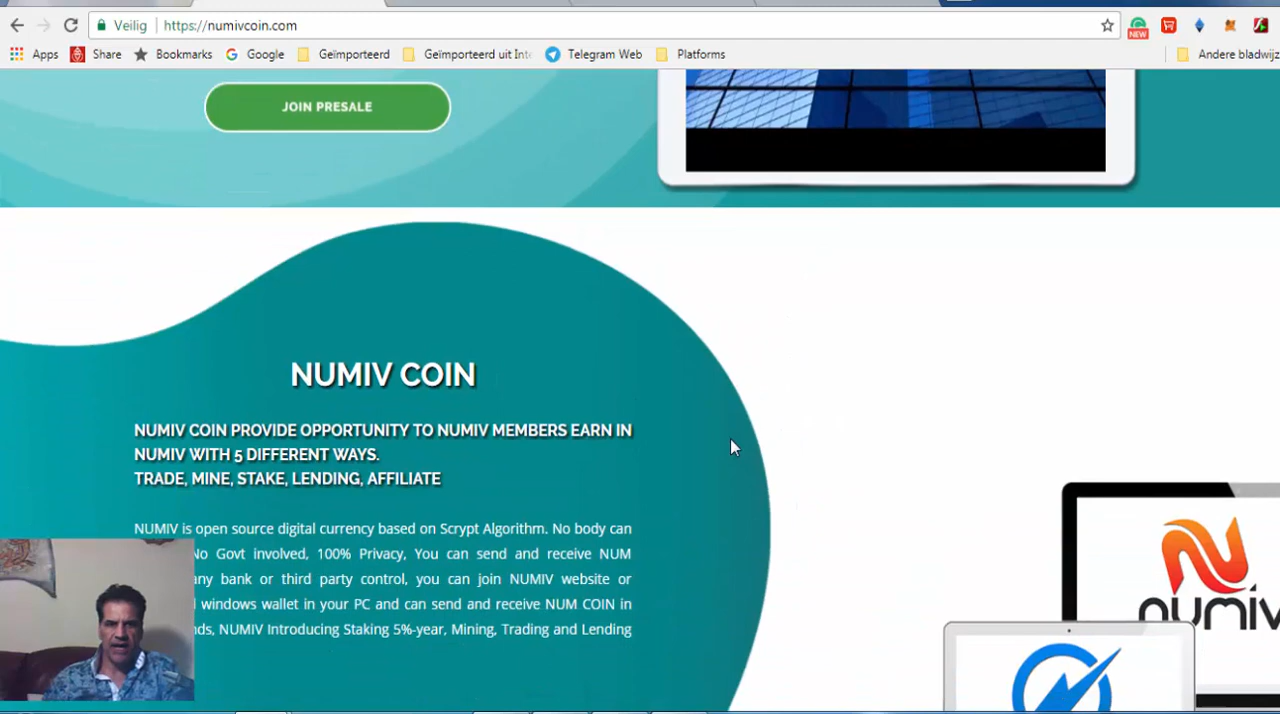 Veilig https://numivcoin.com
NEW
Apps Share Bookmarks Google Geïmporteerd Geïmporteerd uit Telegram Web Platforms Andere
JOIN PRESALE
NUMIV COIN
NUMIV COIN PROVIDE OPPORTUNITY TO NUMIV MEMBERS EARN IN
NUMIV WITH 5 DIFFERENT WAYS.
TRADE, MINE, STAKE, LENDING, AFFILIATE
NUMIV is open source digital currency based on Scrypt Algorithm. No body can
No Govt involved, 100% Privacy, You can send and receive NUM
any bank or third party control, you can join NUMIV website or
windows wallet in your PC and can send and receive NUM COIN in
NUMIV Introducing Staking 5%-year, Mining, Trading and Lending
numiv